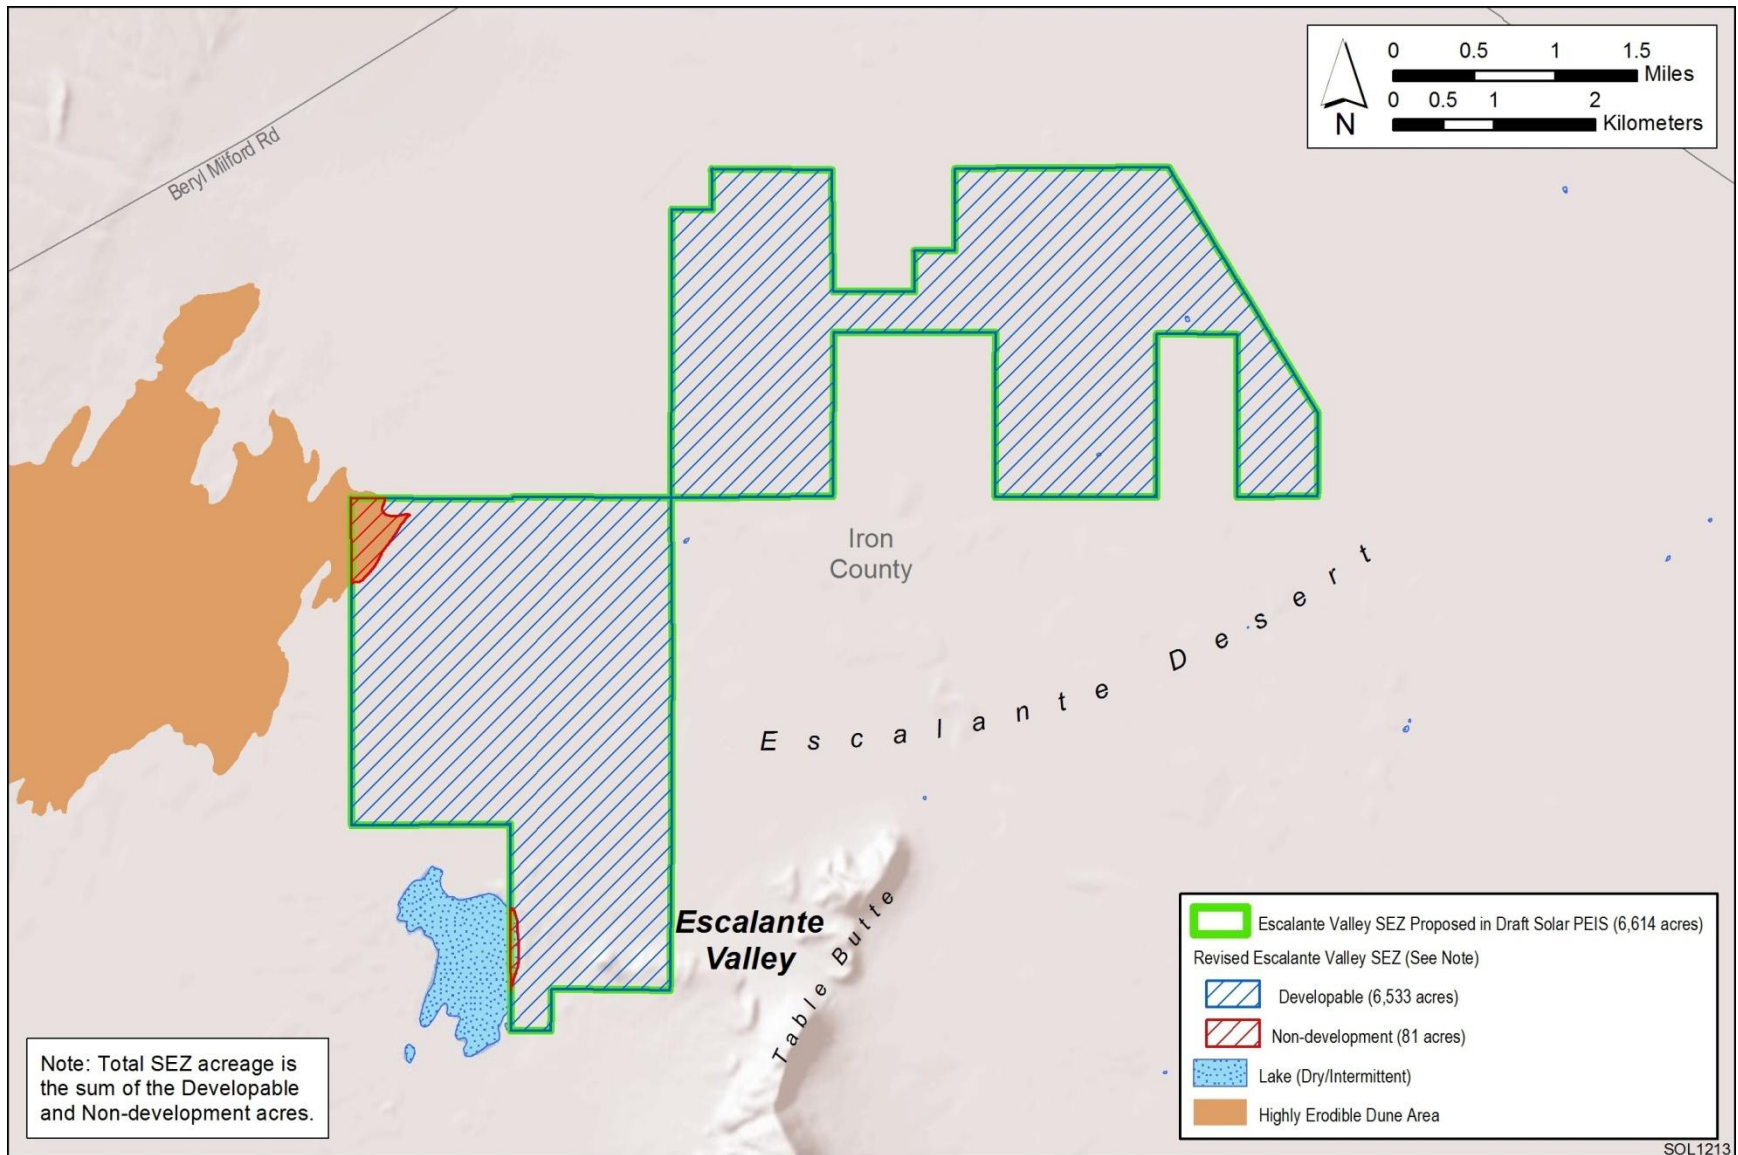 Beryl Milford Rd
0 0.5 1 1.5
Miles
0 0.5 1 2
Kilometers
N
Iron
County
Escalante Desert
Escalante
Valley
Table Butte
Escalante Valley SEZ Proposed in Draft Solar PEIS (6,614 acres)
Revised Escalante Valley SEZ (See Note)
Developable (6,533 acres)
Non-development (81 acres)
Lake (Dry/Intermittent)
Highly Erodible Dune Area
Note: Total SEZ acreage is
the sum of the Developable
and Non-development acres.
SOL1213